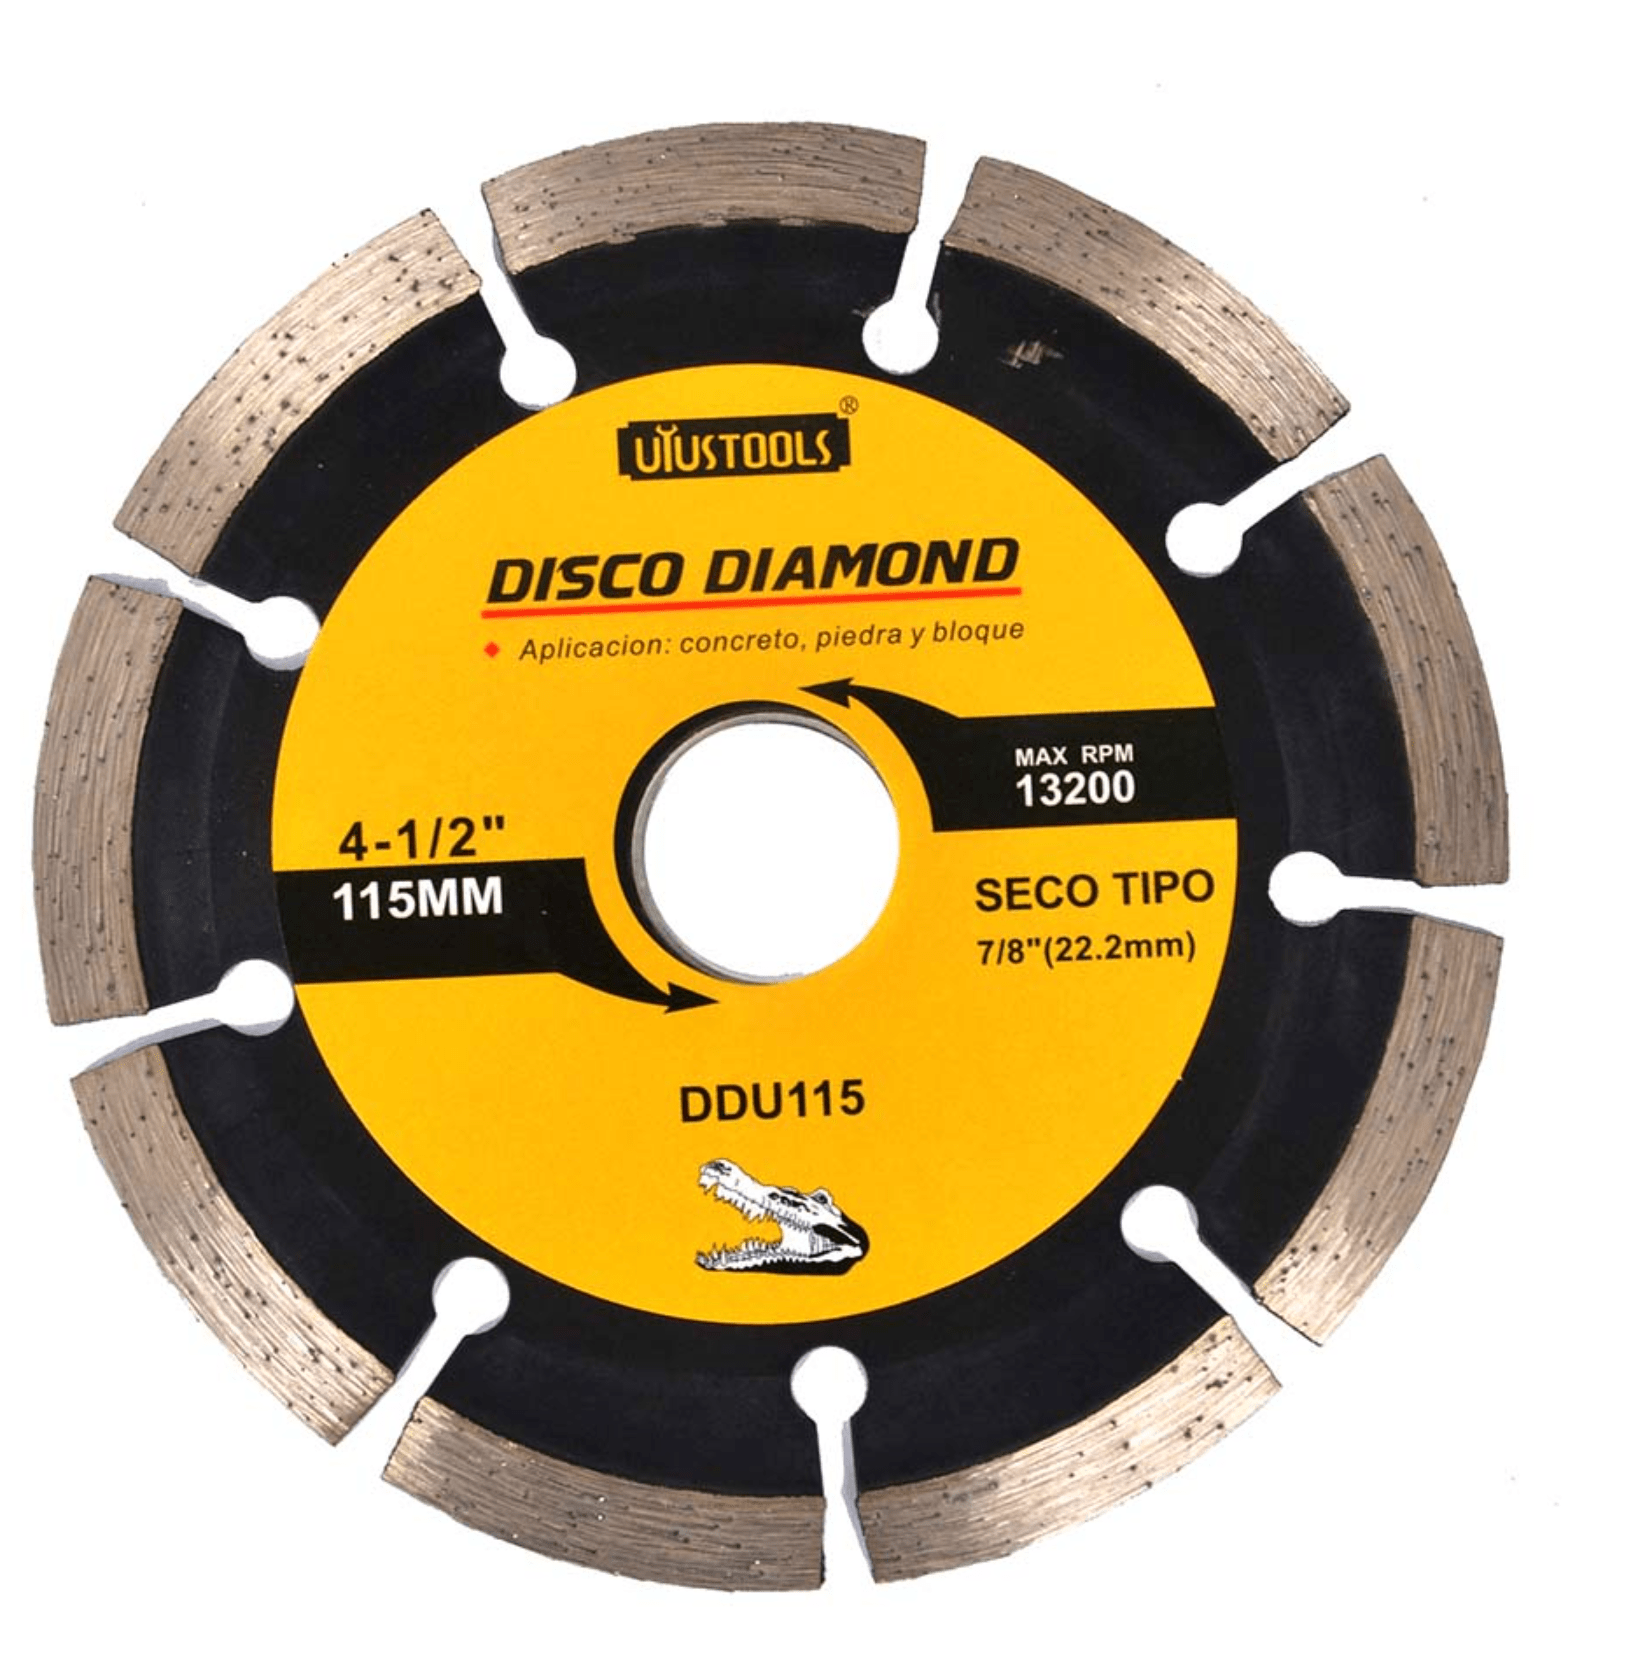 UYUSTOOLS®
DISCO DIAMOND
Aplicacion: concreto, piedra y bloque
MAX RPM
13200
4-1/2"
115MM
SECO TIPO
7/8"(22.2mm)
DDU115